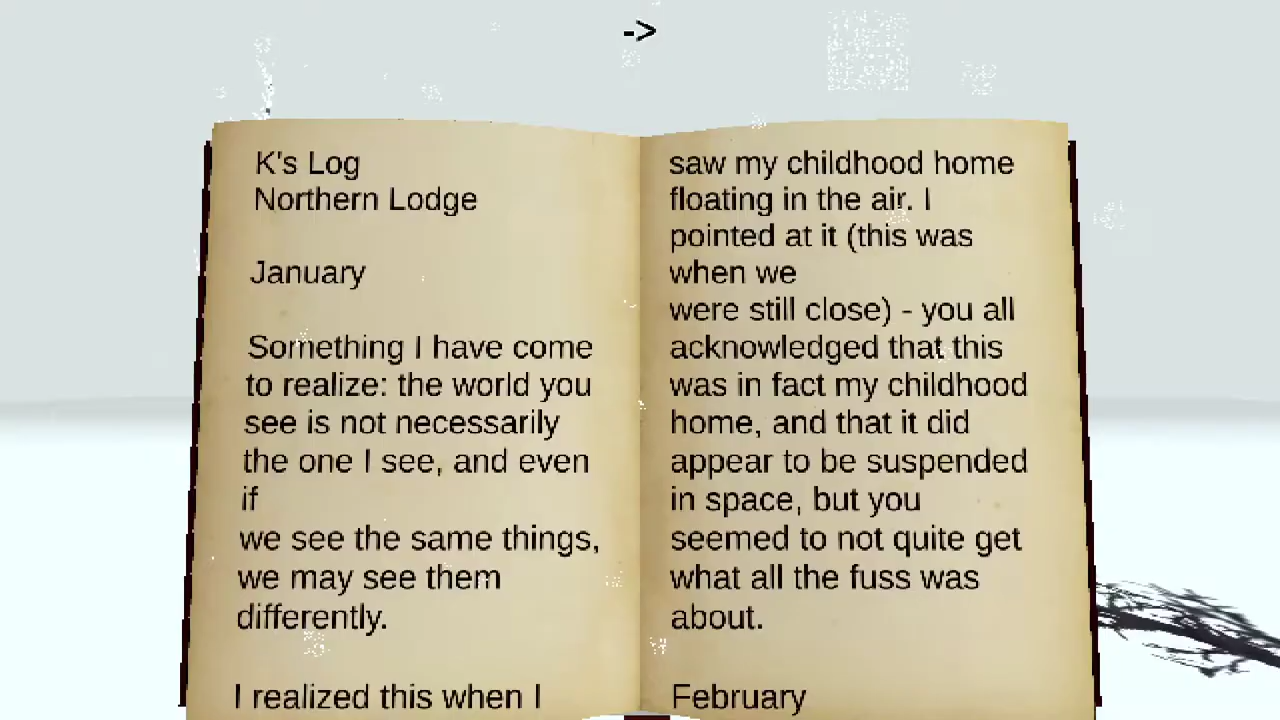 ->
K's Log
Northern Lodge
January
Something I have come
to realize: the world you
see is not necessarily
the one I see, and even
if
we see the same things,
we may see them
differently.
I realized this when I
saw my childhood home
floating in the air. I
pointed at it (this was
when we
were still close) - you all
acknowledged that this
was in fact my childhood
home, and that it did
appear to be suspended
in space, but you
seemed to not quite get
what all the fuss was
about.
February